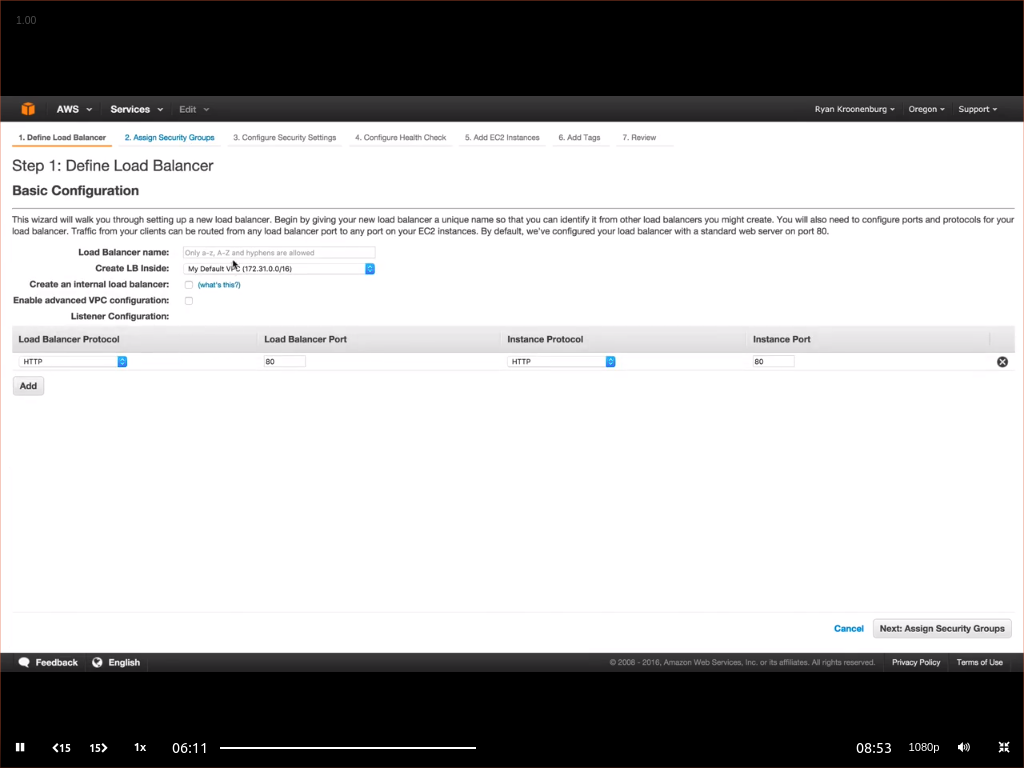 1.00
AWS Services Edit Ryan Kroonenburg Oregon Support
1. Define Load Balancer 2. Assign Security Groups 3. Configure Security Settings 4. Configure Health Check 5. Add EC2 Instances 6. Add Tags 7. Review
Step 1: Define Load Balancer
Basic Configuration
This wizard will walk you through setting up a new load balancer. Begin by giving your new load balancer a unique name so that you can identify it from other load balancers you might create. You will also need to configure ports and protocols for your
load balancer. Traffic from your clients can be routed from any load balancer port to any port on your EC2 instances. By default, we've configured your load balancer with a standard web server on port 80.
Load Balancer name: Only a-z, A-Z and hyphens are allowed
Create LB Inside: My Default VPC (172.31.0.0/16)
Create an internal load balancer: (what's this?)
Enable advanced VPC configuration:
Listener Configuration:
Load Balancer Protocol Load Balancer Port Instance Protocol Instance Port
HTTP 80 HTTP 80
Add
Cancel Next: Assign Security Groups
Feedback English © 2008 - 2016, Amazon Web Services, Inc. or its affiliates. All rights reserved. Privacy Policy Terms of Use
15 15 1x 06:11 08:53 1080p